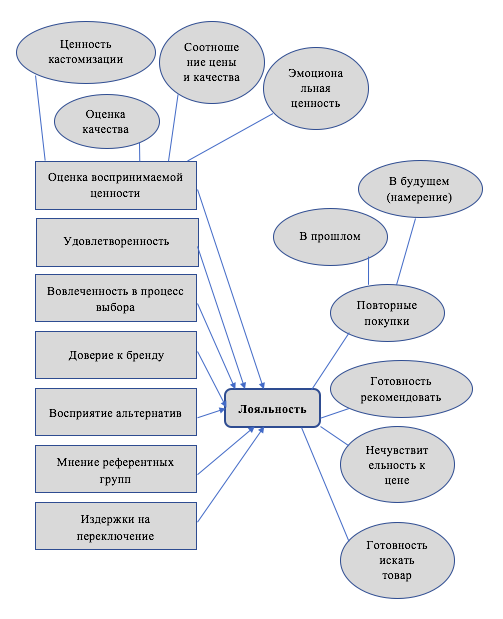 Ценность
кастомизации
Соотноше
ние цены
и качества
Эмоциона
льная
ценность
Оценка
качества
Оценка воспринимаемой
ценности
В будущем
(намерение)
Удовлетворенность
В прошлом
Вовлеченность в процесс
выбора
Повторные
покупки
Доверие к бренду
Готовность
рекомендовать
Лояльность
Восприятие альтернатив
Нечувствит
ельность к
цене
Мнение референтных
групп
Издержки на
переключение
Готовность
искать
товар